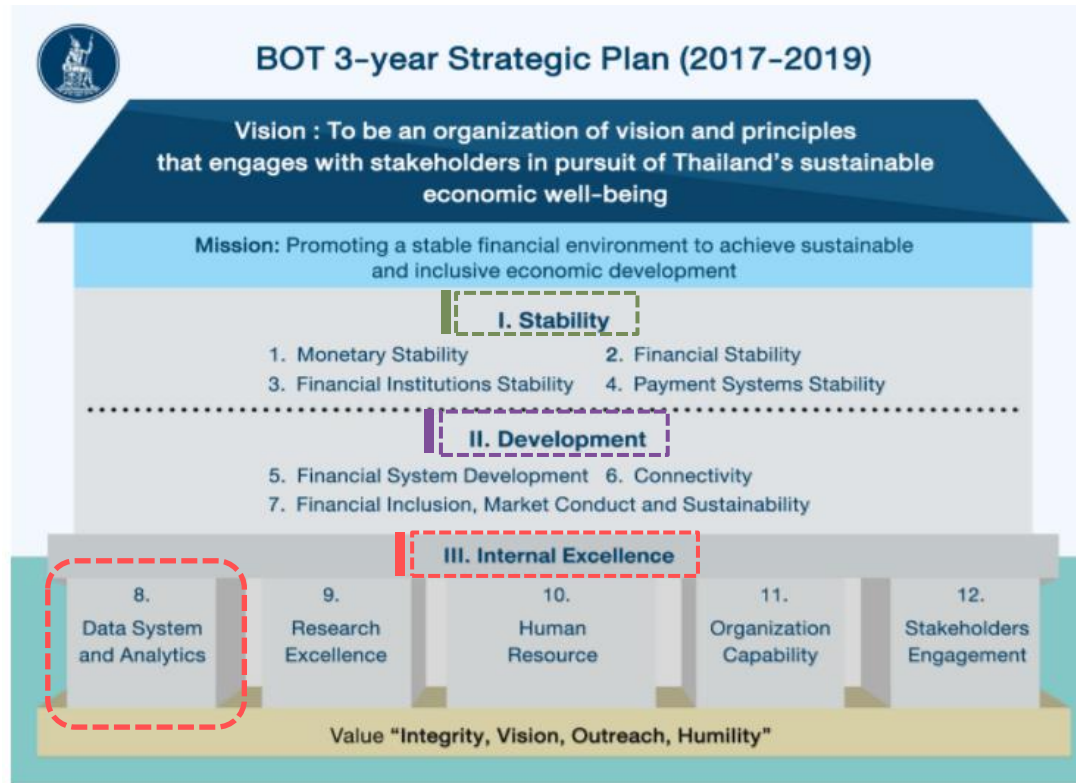 BOT 3-year Strategic Plan (2017-2019)
Vision : To be an organization of vision and principles
that engages with stakeholders in pursuit of Thailand's sustainable
economic well-being
Mission: Promoting a stable financial environment to achieve sustainable
and inclusive economic development
I. Stability
1. Monetary Stability 2. Financial Stability
3. Financial Institutions Stability 4. Payment Systems Stability
II. Development
5. Financial System Development 6. Connectivity
7. Financial Inclusion, Market Conduct and Sustainability
III. Internal Excellence
8.
Data System
and Analytics
9.
Research
Excellence
10.
Human
Resource
11.
Organization
Capability
12.
Stakeholders
Engagement
Value "Integrity, Vision, Outreach, Humility"